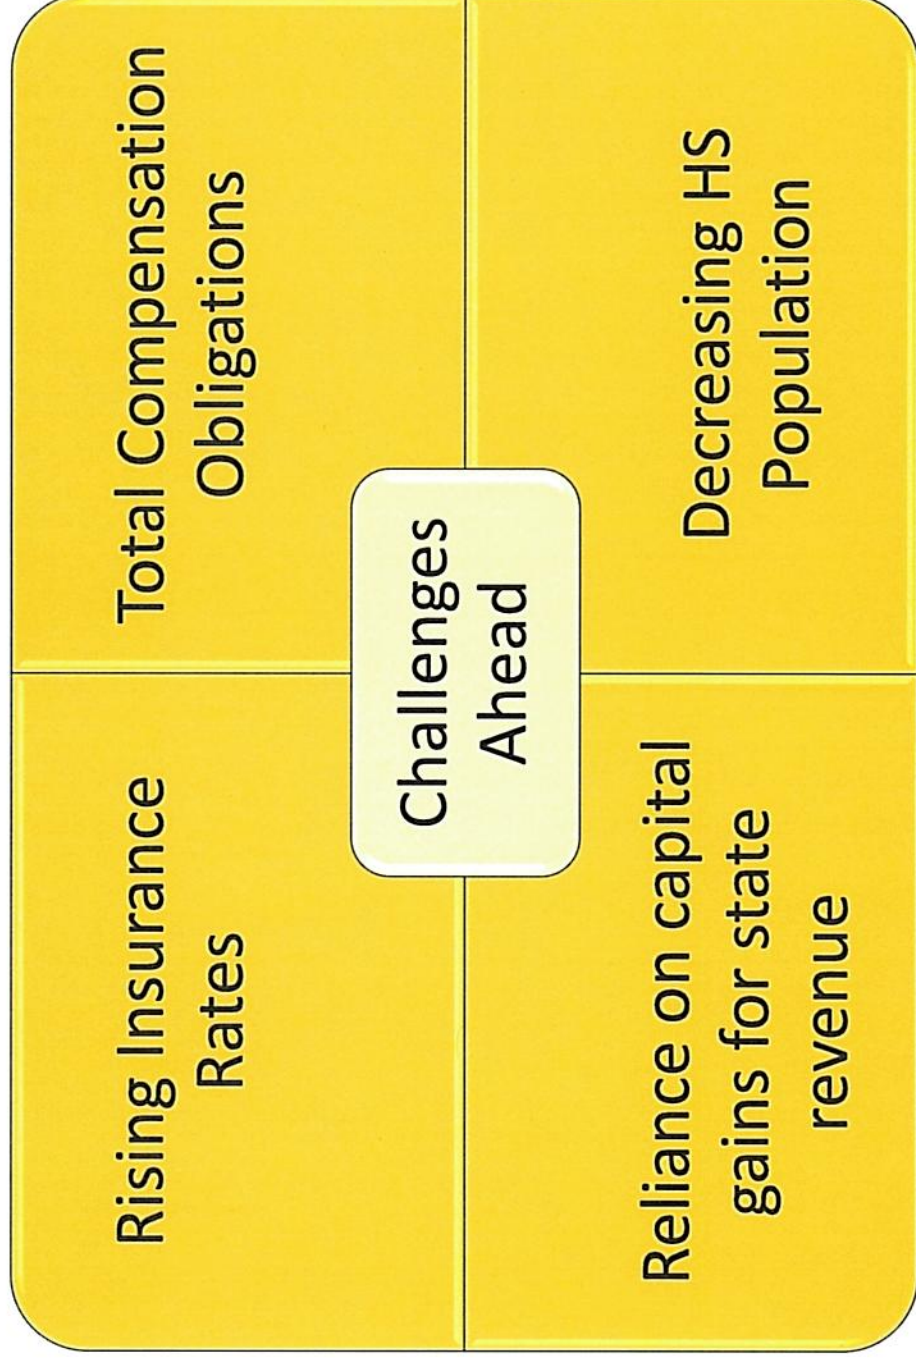 Rising Insurance
Rates
Total Compensation
Obligations
Challenges
Ahead
Reliance on capital
gains for state
revenue
Decreasing HS
Population